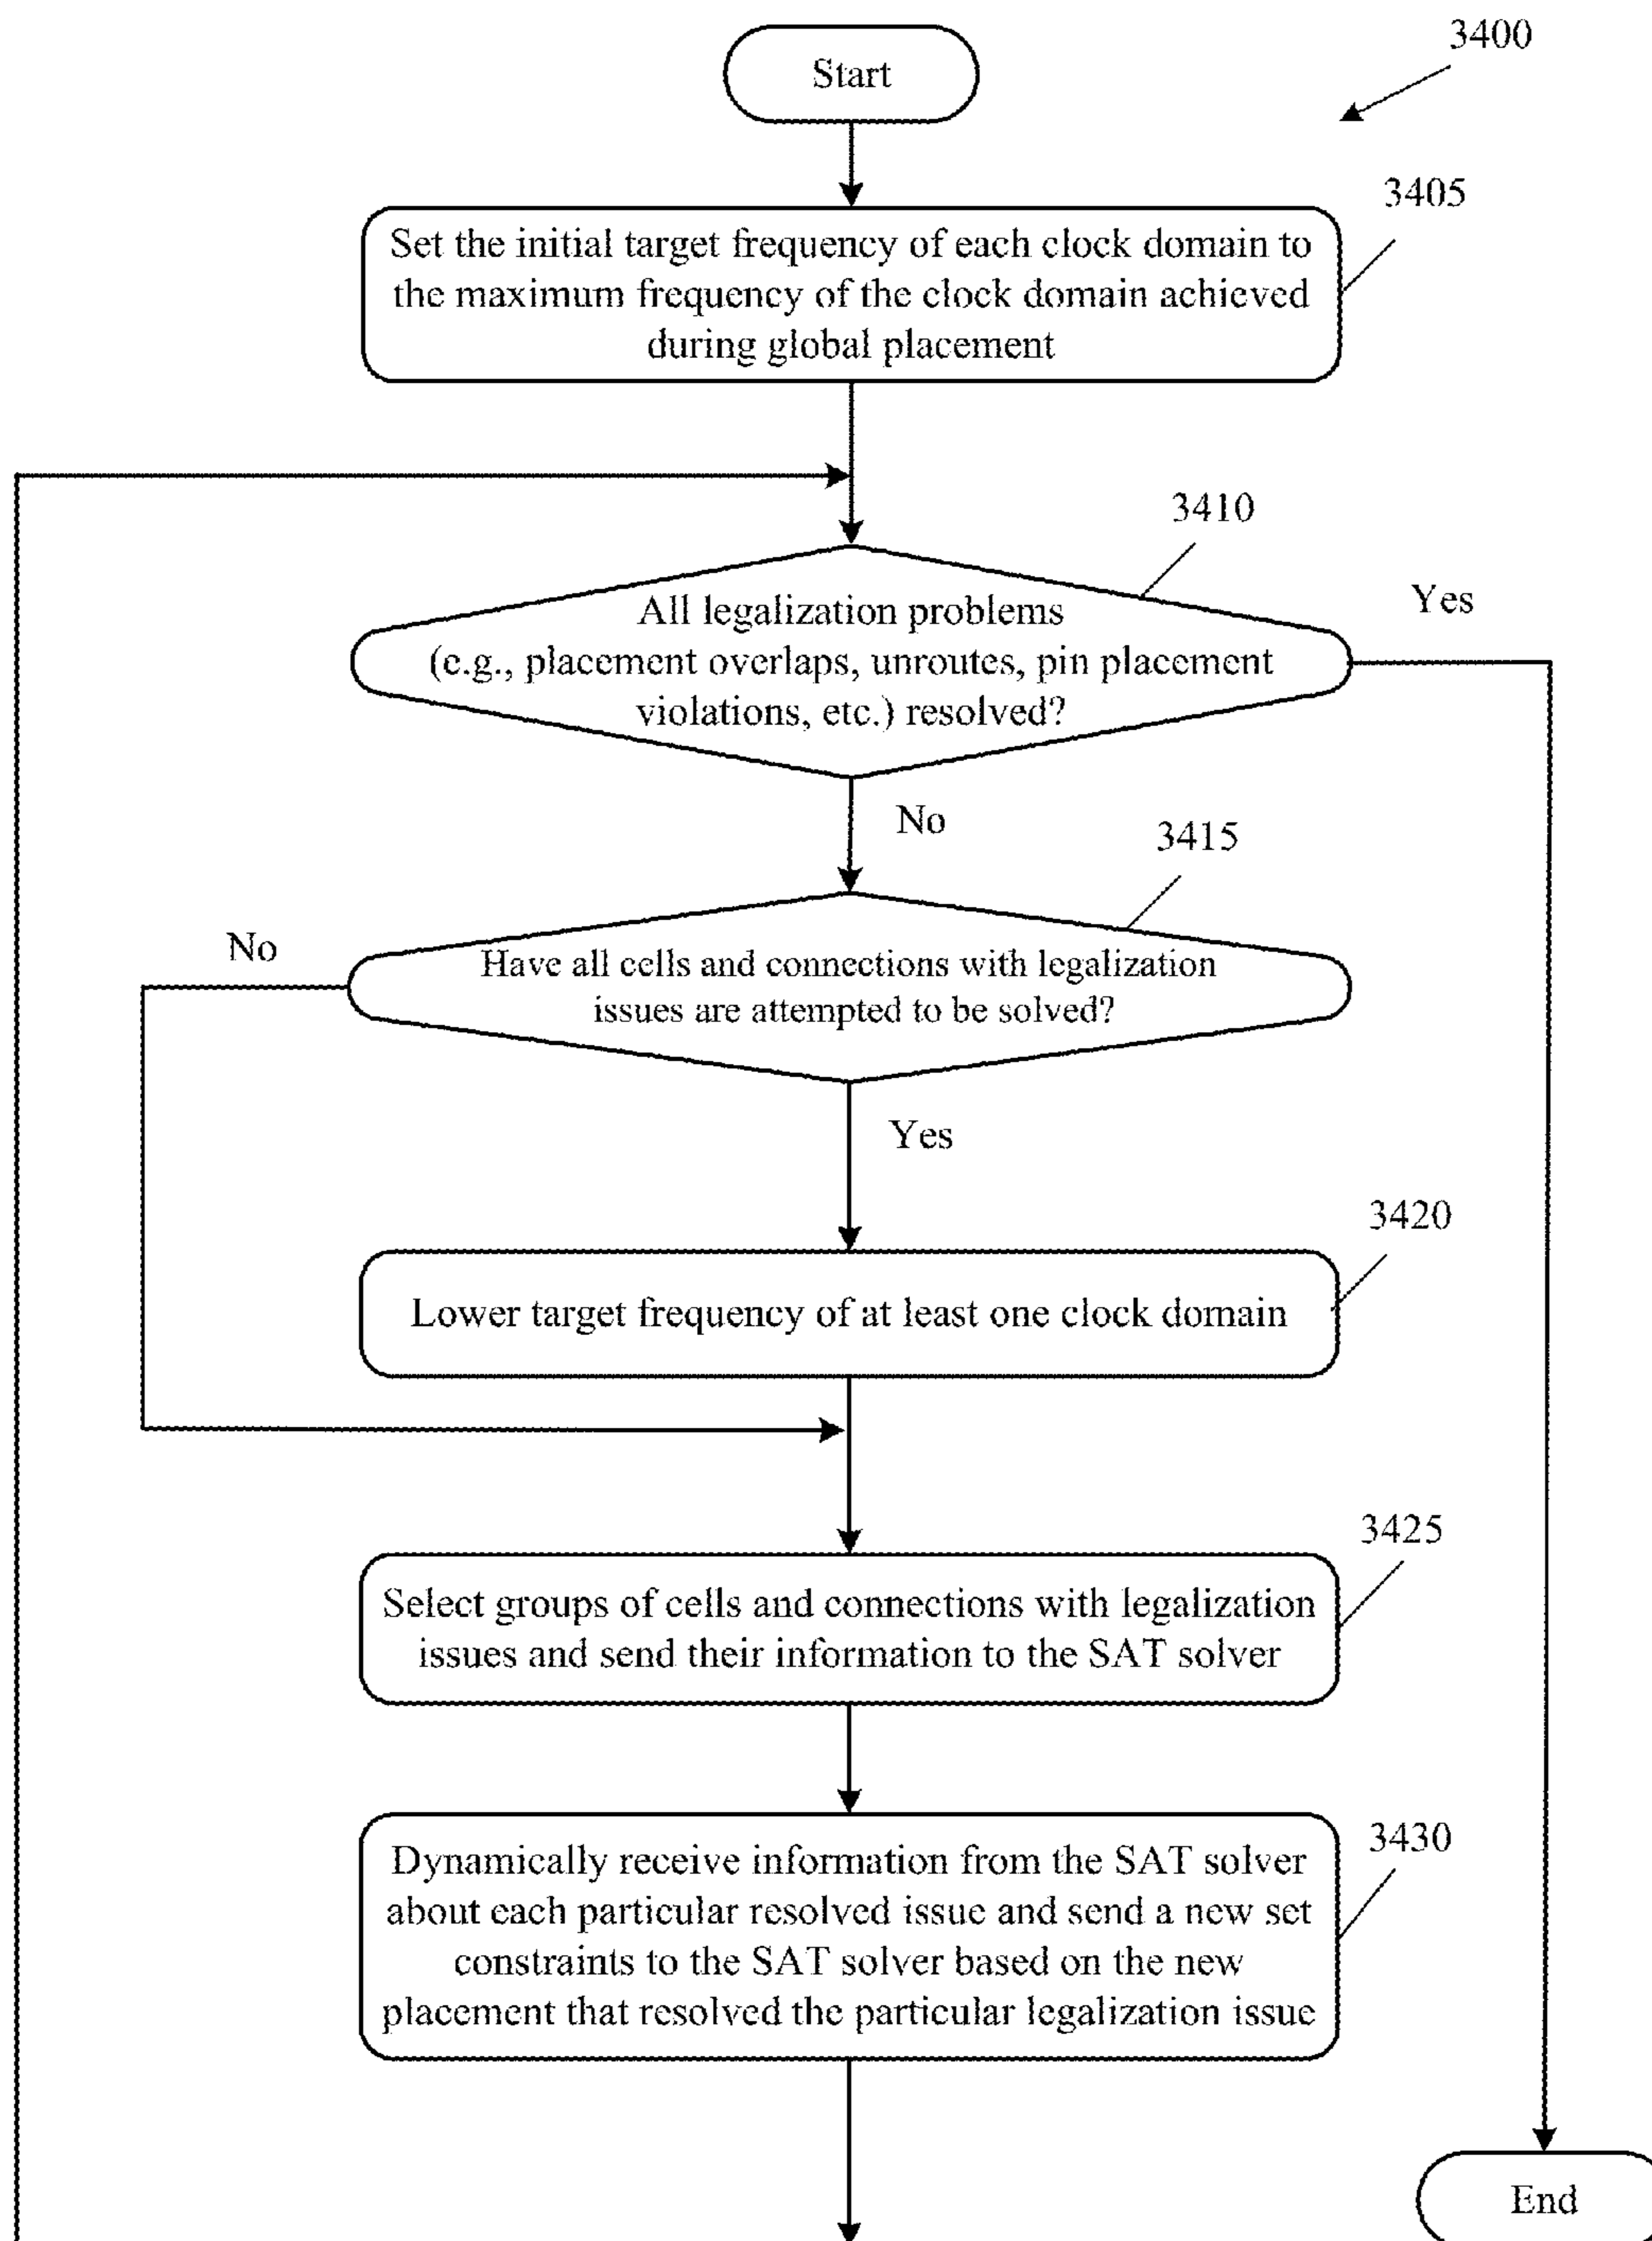 Start
3400
3405
Set the initial target frequency of each clock domain to
the maximum frequency of the clock domain achieved
during global placement
3410
All legalization problems
(e.g., placement overlaps, unroutes, pin placement
violations, etc.) resolved?
Yes
No
3415
Have all cells and connections with legalization
issues are attempted to be solved?
No
Yes
3420
Lower target frequency of at least one clock domain
3425
Select groups of cells and connections with legalization
issues and send their information to the SAT solver
3430
Dynamically receive information from the SAT solver
about each particular resolved issue and send a new set
constraints to the SAT solver based on the new
placement that resolved the particular legalization issue
End